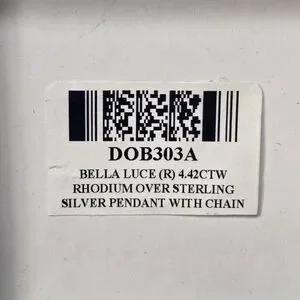 DOB303A
BELLA LUCE (R) 4.42CTW
RHODIUM OVER STERLING
SILVER PENDANT WITH CHAIN